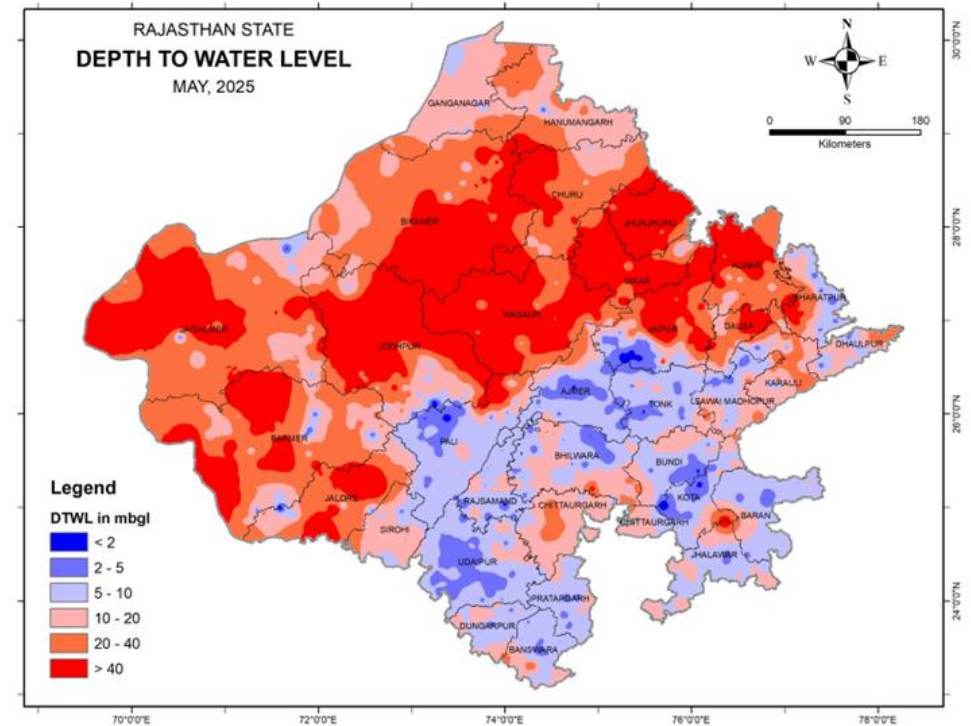 RAJASTHAN STATE
DEPTH TO WATER LEVEL
MAY, 2025
N
W E
S
0 90 180
Kilometers
30°0'0"N
28°0'0"N
26°0'0"N
24°0'0"N
GANGANAGAR
HANUMANGARH
CHURU
BIKANER
JHUNJHUNU
ALWAR
SIKAR
BHARATPUR
NAGAUR
JAISALMER
JAIPUR
DAUSA
DHAULPUR
JODHPUR
KARAULI
AJMER
TONK
SAWAI MADHOPUR
BARMER
PALI
BHILWARA
BUNDI
KOTA
JALORE
RAJSAMAND
CHITTAURGARH
CHITTAURGARH
BARAN
SIROHI
JHALAWAR
UDAIPUR
PRATAPGARH
DUNGARPUR
BANSWARA
Legend
DTWL in mbgl
< 2
2 - 5
5 - 10
10 - 20
20 - 40
> 40
70°0'0"E
72°0'0"E
74°0'0"E
76°0'0"E
78°0'0"E